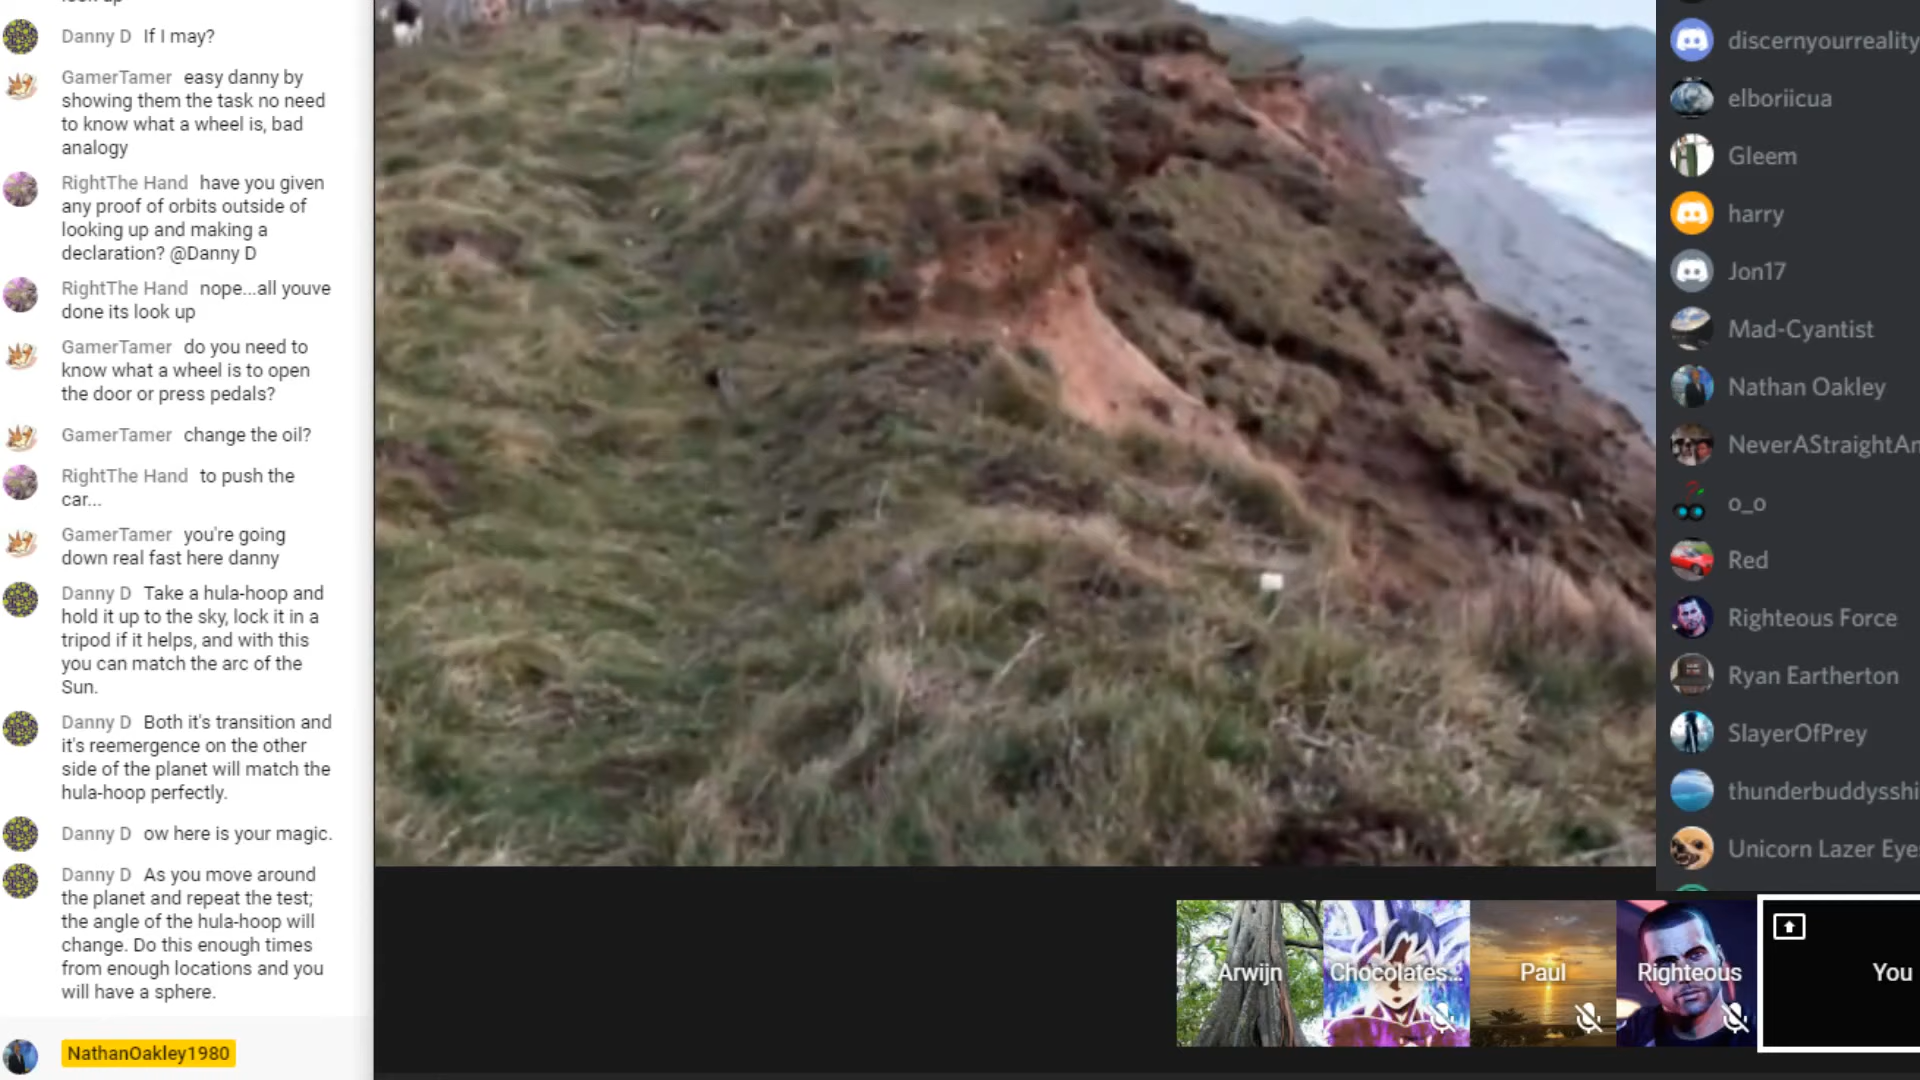 Danny D If I may?
GamerTamer easy danny by
showing them the task no need
to know what a wheel is, bad
analogy
RightThe Hand have you given
any proof of orbits outside of
looking up and making a
declaration? @Danny D
RightThe Hand nope...all youve
done its look up
GamerTamer do you need to
know what a wheel is to open
the door or press pedals?
GamerTamer change the oil?
RightThe Hand to push the
car...
GamerTamer you're going
down real fast here danny
Danny D Take a hula-hoop and
hold it up to the sky, lock it in a
tripod if it helps, and with this
you can match the arc of the
Sun.
Danny D Both it's transition and
it's reemergence on the other
side of the planet will match the
hula-hoop perfectly.
Danny D ow here is your magic.
Danny D As you move around
the planet and repeat the test;
the angle of the hula-hoop will
change. Do this enough times
from enough locations and you
will have a sphere.
NathanOakley1980
discernyourreality
elboriicua
Gleem
harry
Jon17
Mad-Cyantist
Nathan Oakley
NeverAStraightAn
o_o
Red
Righteous Force
Ryan Eartherton
SlayerOfPrey
thunderbuddysshi
Unicorn Lazer Eye
Arwijn
Chocolates...
Paul
Righteous
You